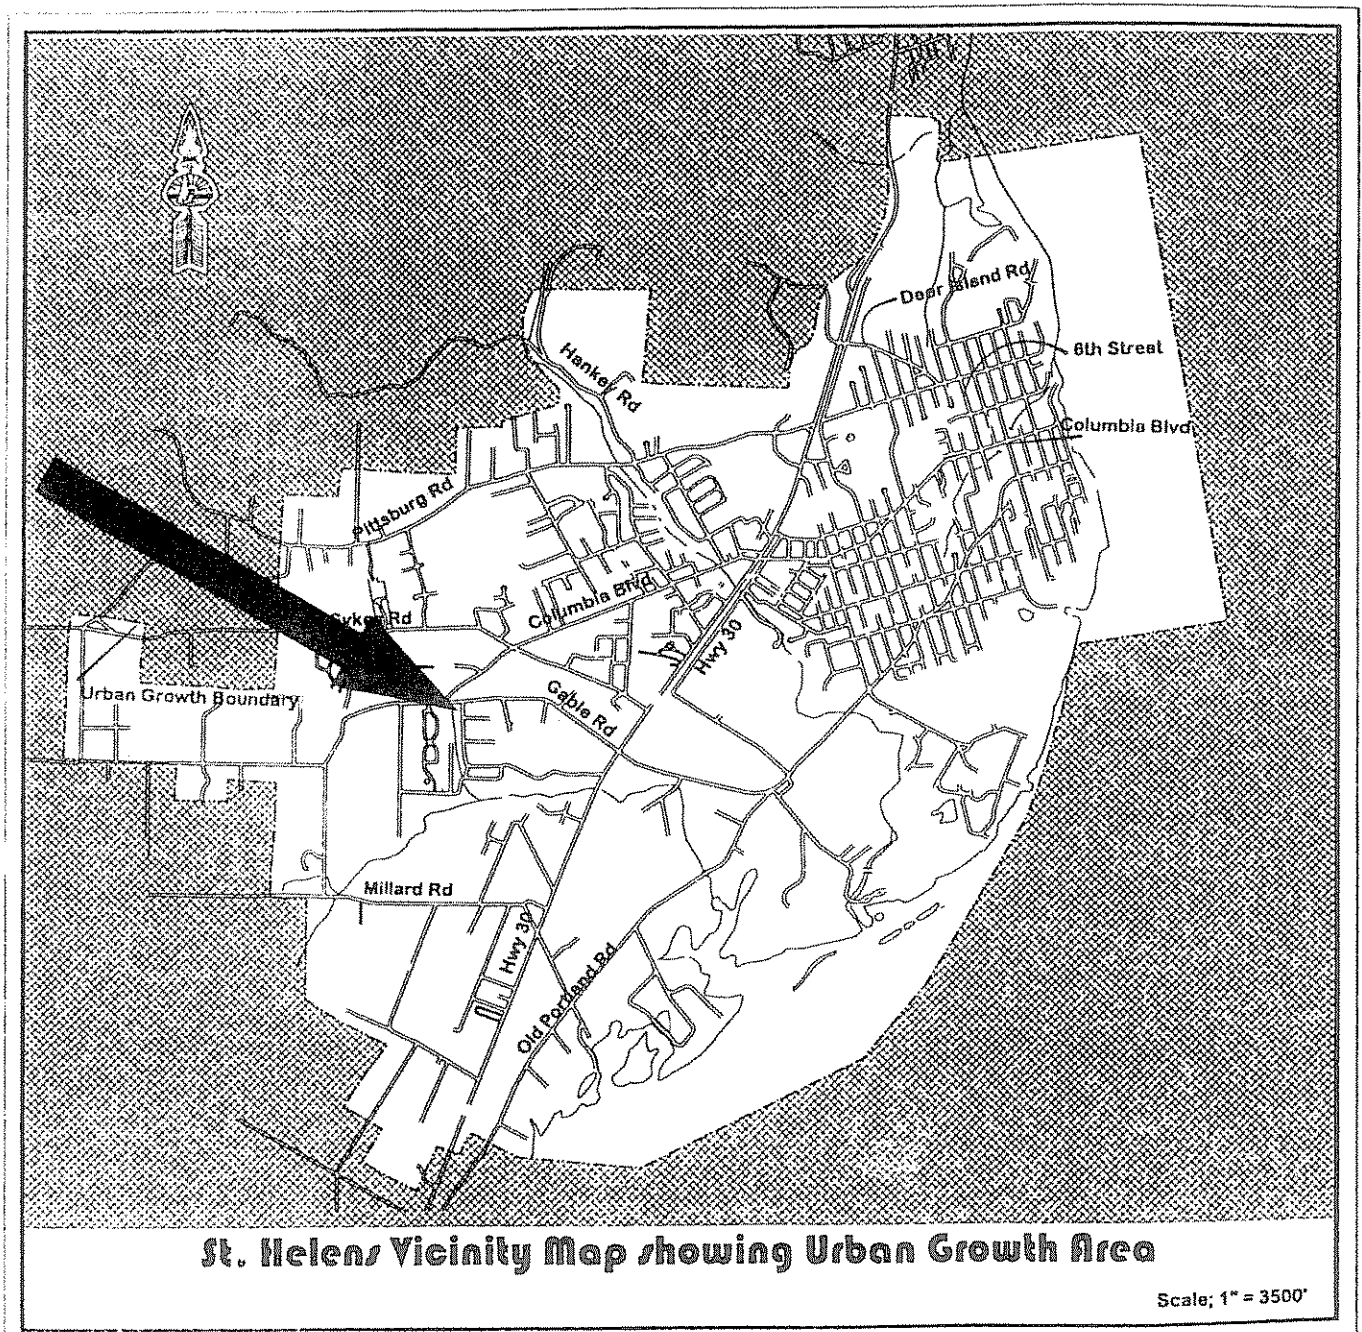 Deer Island Rd
6th Street
Hankey Rd
Columbia Blvd
Pittsburg Rd
Sykes Rd
Columbia Blvd
Hwy 30
Urban Growth Boundary
Gable Rd
Millard Rd
Hwy 30
Old Portland Rd
St. Helens Vicinity Map showing Urban Growth Area
Scale; 1" = 3500'